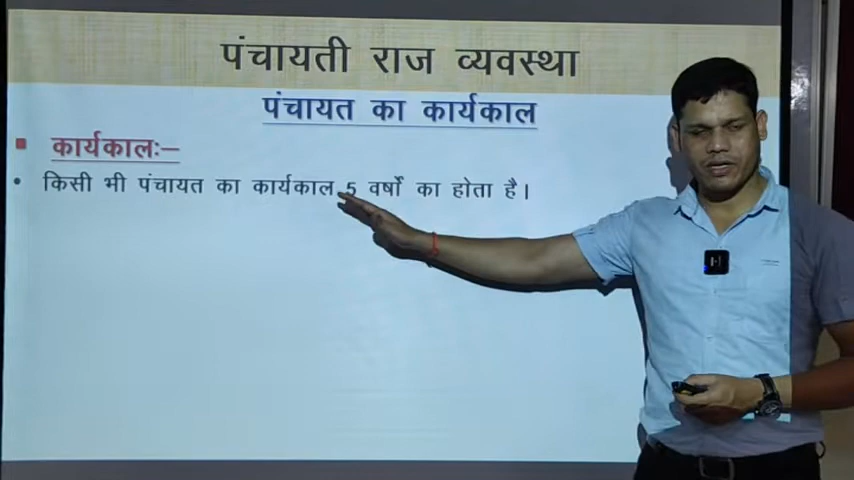 पंचायती राज व्यवस्था
पंचायत का कार्यकाल
कार्यकालः–
किसी भी पंचायत का कार्यकाल 5 वर्षो का होता है।